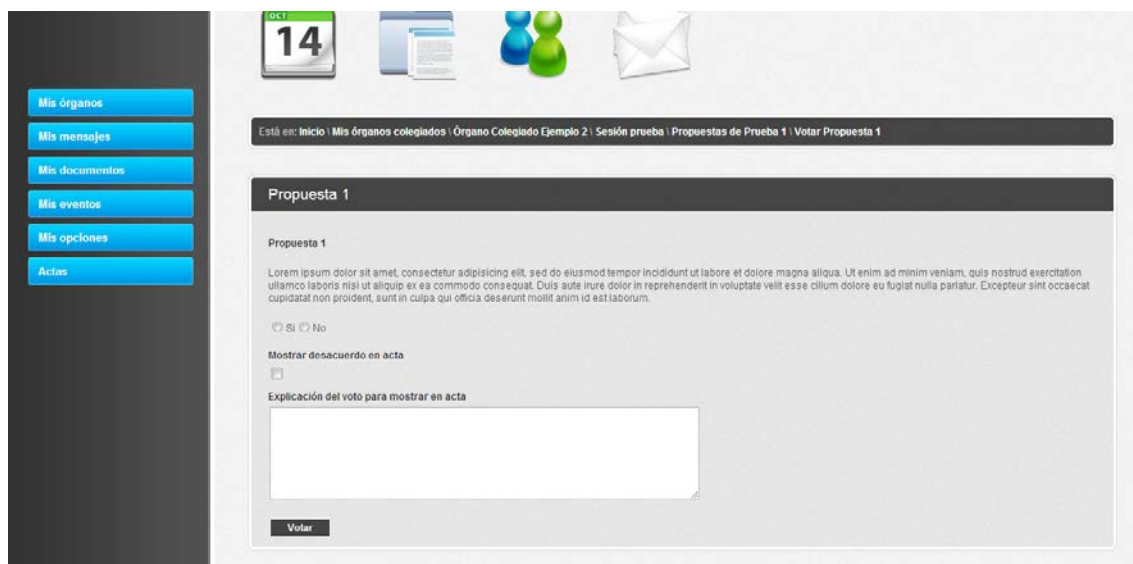 OCT
14
Mis órganos
Mis mensajes
Mis documentos
Mis eventos
Mis opciones
Actas
Está en: Inicio \ Mis órganos colegiados \ Órgano Colegiado Ejemplo 2 \ Sesión prueba \ Propuestas de Prueba 1 \ Votar Propuesta 1
Propuesta 1
Propuesta 1
Lorem ipsum dolor sit amet, consectetur adipisicing elit, sed do eiusmod tempor incididunt ut labore et dolore magna aliqua. Ut enim ad minim veniam, quis nostrud exercitation
ullamco laboris nisi ut aliquip ex ea commodo consequat. Duis aute irure dolor in reprehenderit in voluptate velit esse cillum dolore eu fugiat nulla pariatur. Excepteur sint occaecat
cupidatat non proident, sunt in culpa qui officia deserunt mollit anim id est laborum.
Si No
Mostrar desacuerdo en acta
Explicación del voto para mostrar en acta
Votar